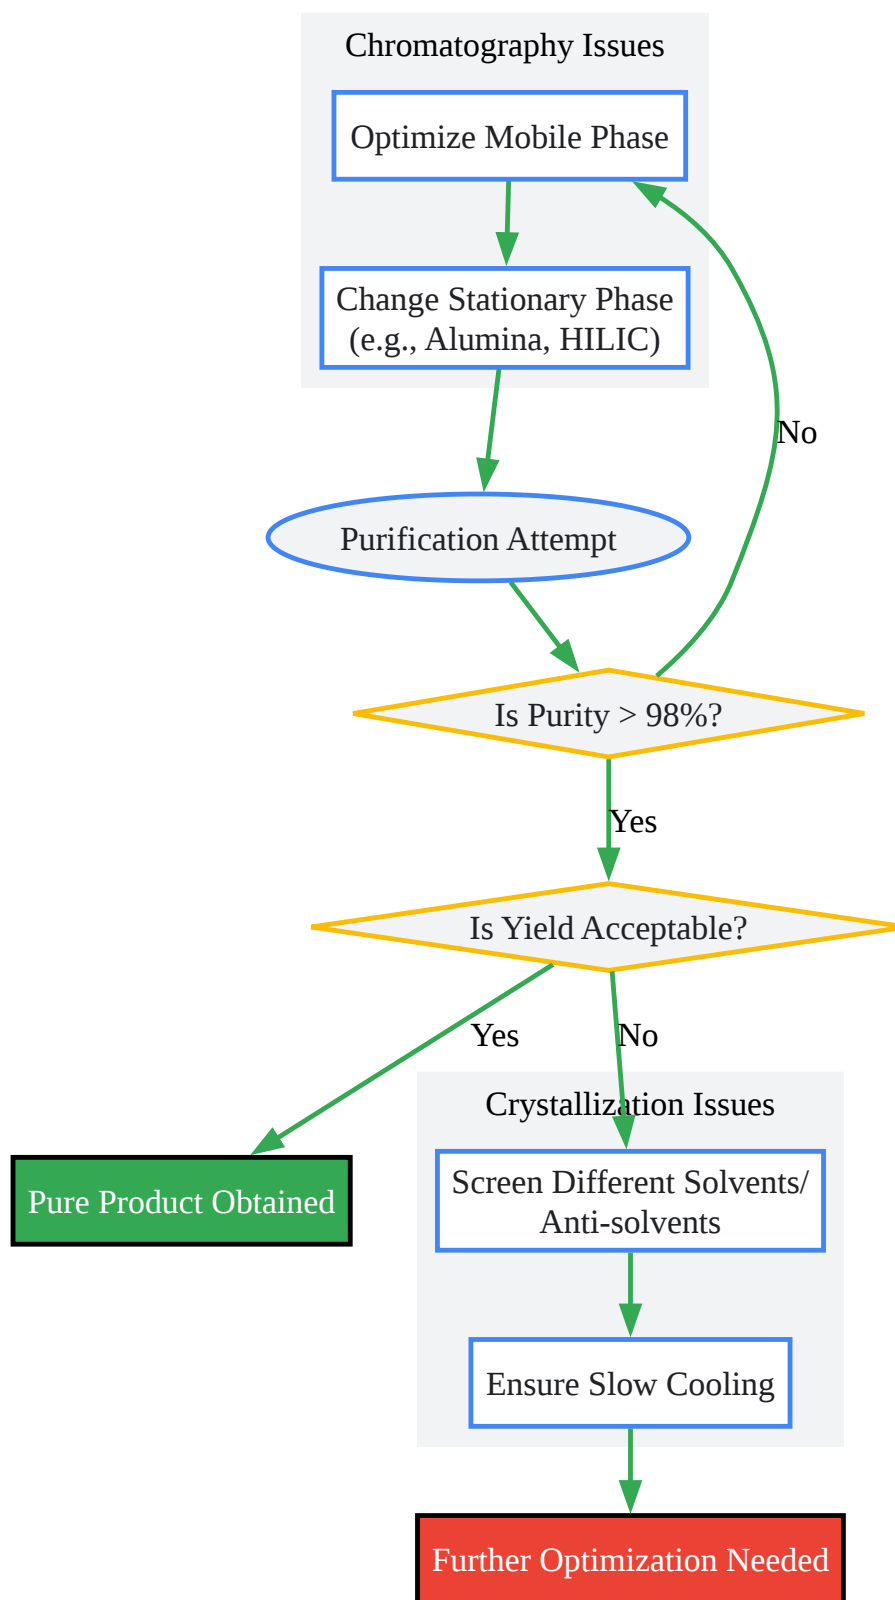 Chromatography Issues
Optimize Mobile Phase
Change Stationary Phase
(e.g., Alumina, HILIC)
No
Purification Attempt
Is Purity > 98%?
Yes
Is Yield Acceptable?
Yes
No
Crystallization Issues
Screen Different Solvents/
Anti-solvents
Pure Product Obtained
Ensure Slow Cooling
Further Optimization Needed